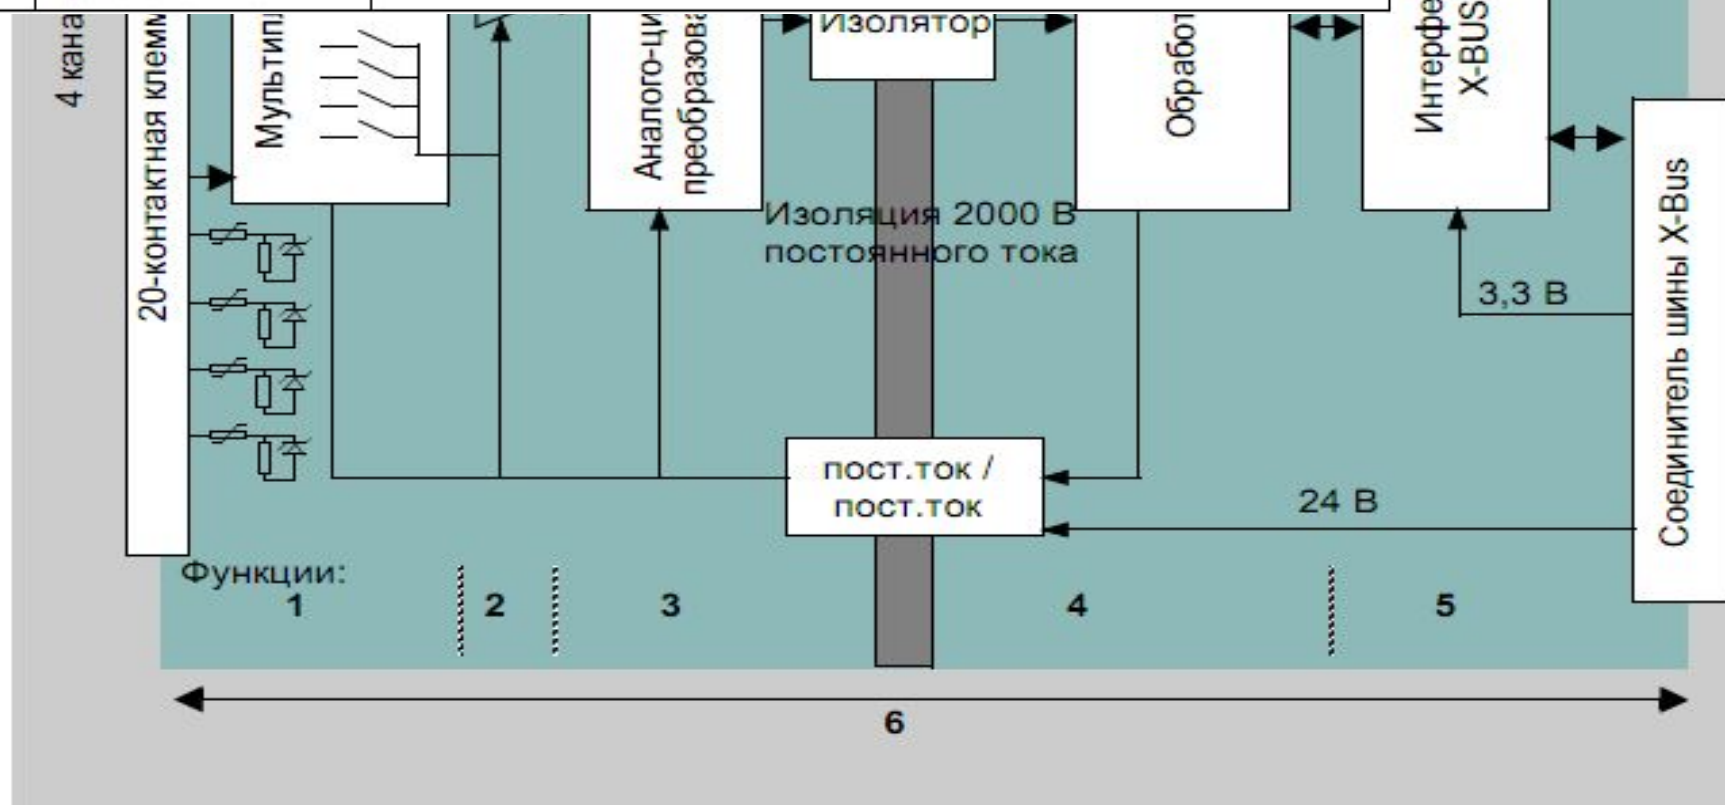 4 кана
20-контактная клемм
Мультипл
Аналого-ци
преобразова
Изолятор
Обработ
Интерфе
X-BUS
Соединитель шины X-Bus
Изоляция 2000 В
постоянного тока
3,3 В
пост.ток /
пост.ток
24 В
Функции:
1
2
3
4
5
6